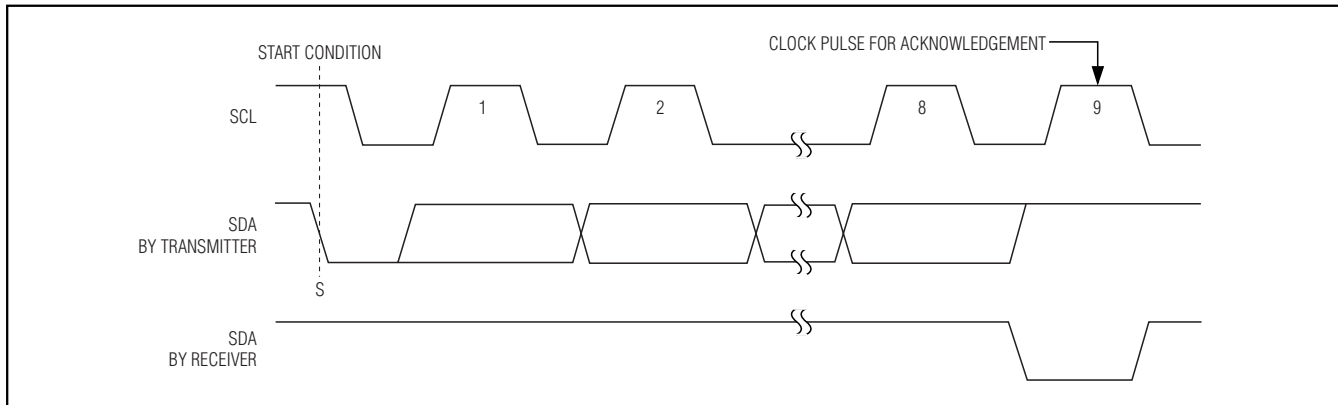 START CONDITION
CLOCK PULSE FOR ACKNOWLEDGEMENT
SCL
1
2
8
9
SDA
BY TRANSMITTER
S
SDA
BY RECEIVER